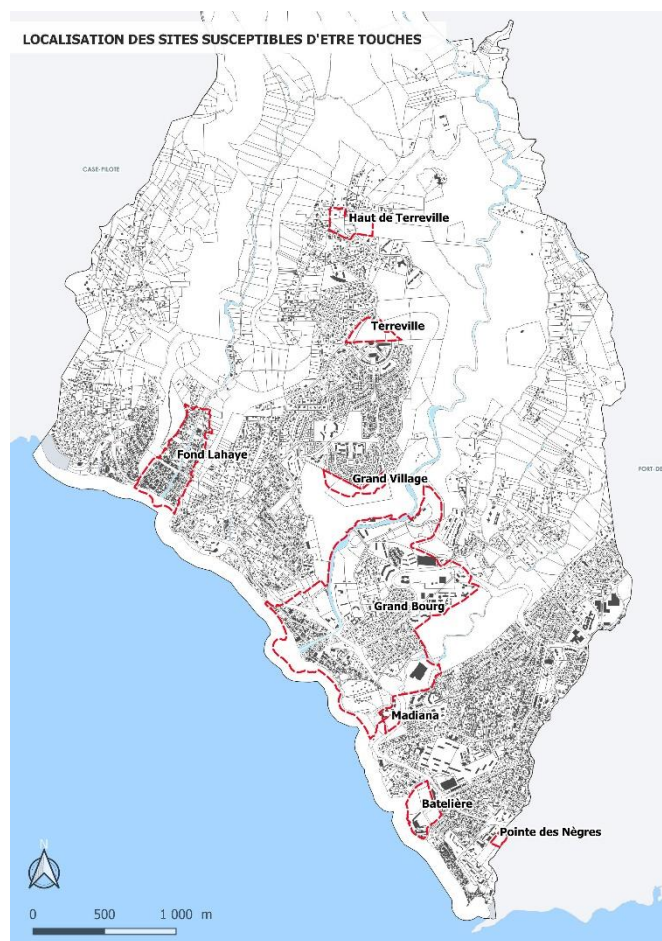 LOCALISATION DES SITES SUSCEPTIBLES D'ETRE TOUCHES
CASE-PILOTE
Haut de Terreville
Terreville
Fond Lahaye
FORT-DE
Grand Village
Grand Bourg
Madiana
Batelière
Pointe des Nègres
N
0 500 1 000 m